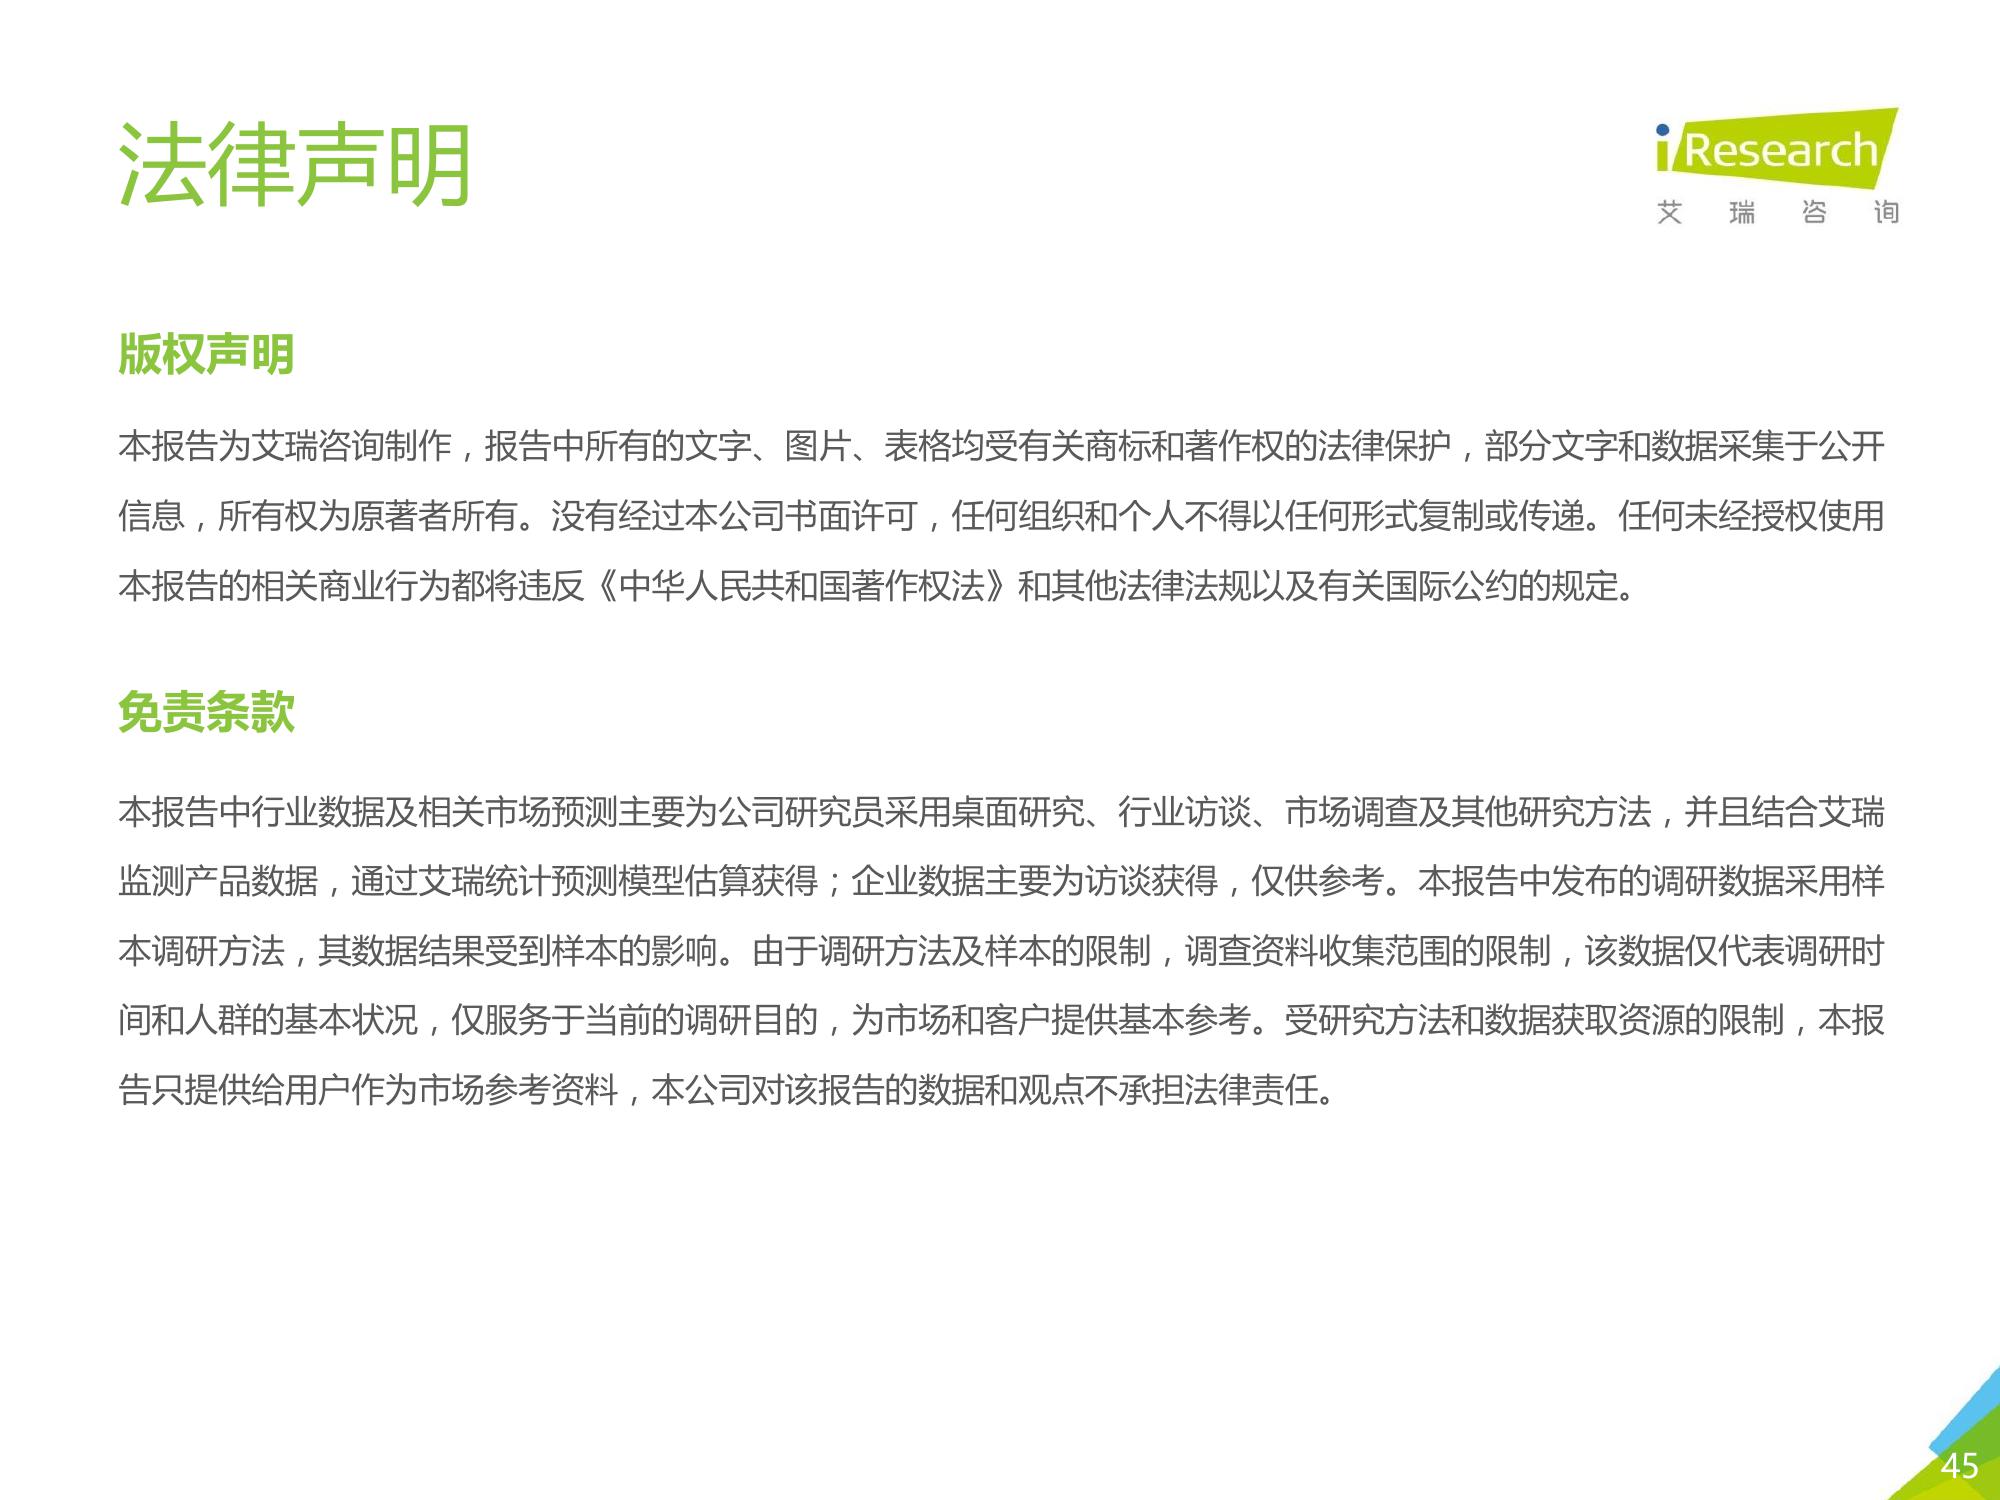 法律声明
iResearch
艾瑞咨询
版权声明
本报告为艾瑞咨询制作，报告中所有的文字、图片、表格均受有关商标和著作权的法律保护，部分文字和数据采集于公开
信息，所有权为原著者所有。没有经过本公司书面许可，任何组织和个人不得以任何形式复制或传递。任何未经授权使用
本报告的相关商业行为都将违反《中华人民共和国著作权法》和其他法律法规以及有关国际公约的规定。
免责条款
本报告中行业数据及相关市场预测主要为公司研究员采用桌面研究、行业访谈、市场调查及其他研究方法，并且结合艾瑞
监测产品数据，通过艾瑞统计预测模型估算获得；企业数据主要为访谈获得，仅供参考。本报告中发布的调研数据采用样
本调研方法，其数据结果受到样本的影响。由于调研方法及样本的限制，调查资料收集范围的限制，该数据仅代表调研时
间和人群的基本状况，仅服务于当前的调研目的，为市场和客户提供基本参考。受研究方法和数据获取资源的限制，本报
告只提供给用户作为市场参考资料，本公司对该报告的数据和观点不承担法律责任。
45